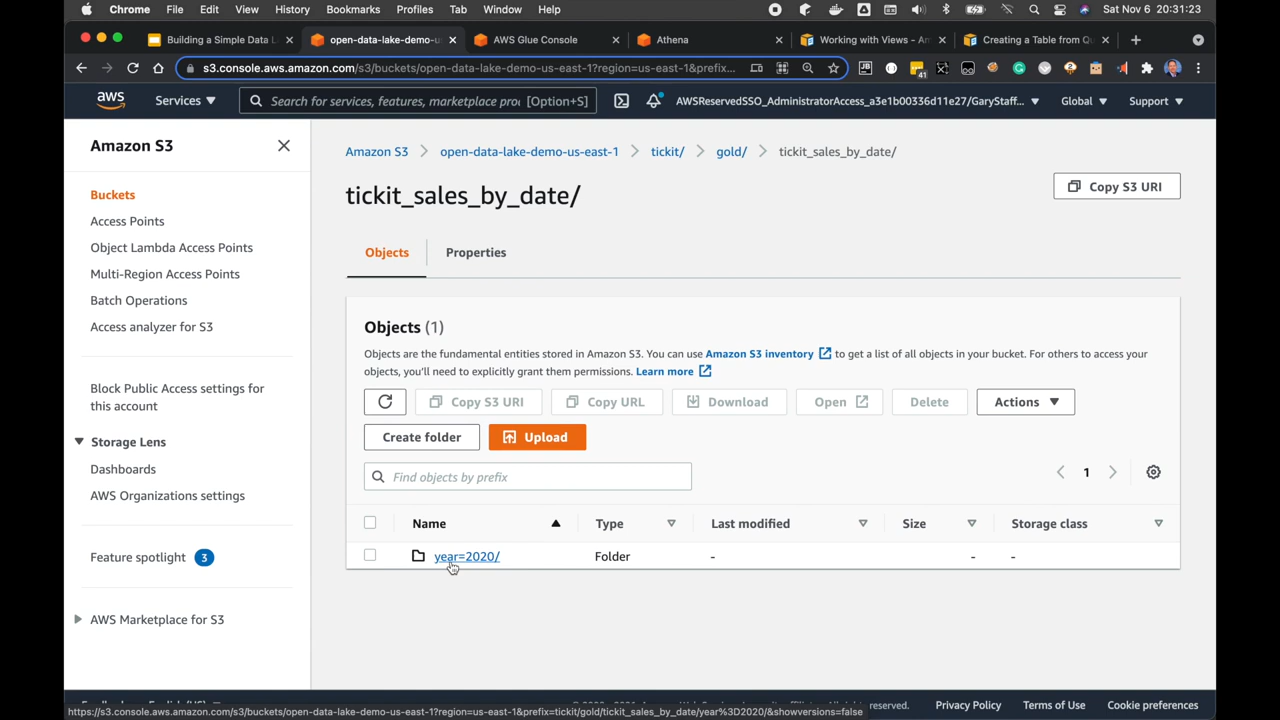 Chrome File Edit View History Bookmarks Profiles Tab Window Help Sat Nov 6 20:31:23
Building a Simple Data L open-data-lake-demo-u AWS Glue Console Athena Working with Views - Am Creating a Table from Qu
s3.console.aws.amazon.com/s3/buckets/open-data-lake-demo-us-east-1?region=us-east-1&prefix... 41
aws Services Search for services, features, marketplace pro [Option+S] AWSReservedSSO_AdministratorAccess_a3e1b00336d11e27/GaryStaff... Global Support
Amazon S3
Buckets
Access Points
Object Lambda Access Points
Multi-Region Access Points
Batch Operations
Access analyzer for S3
Block Public Access settings for
this account
Storage Lens
Dashboards
AWS Organizations settings
Feature spotlight 3
AWS Marketplace for S3
Amazon S3 > open-data-lake-demo-us-east-1 > tickit/ > gold/ > tickit_sales_by_date/
tickit_sales_by_date/
Copy S3 URI
Objects Properties
Objects (1)
Objects are the fundamental entities stored in Amazon S3. You can use Amazon S3 inventory to get a list of all objects in your bucket. For others to access your
objects, you'll need to explicitly grant them permissions. Learn more
Copy S3 URI Copy URL Download Open Delete Actions
Create folder Upload
Find objects by prefix
1
Name Type Last modified Size Storage class
year=2020/ Folder - - -
reserved. Privacy Policy Terms of Use Cookie preferences
https://s3.console.aws.amazon.com/s3/buckets/open-data-lake-demo-us-east-1?region=us-east-1&prefix=tickit/gold/tickit_sales_by_date/year%3D2020/&showversions=false